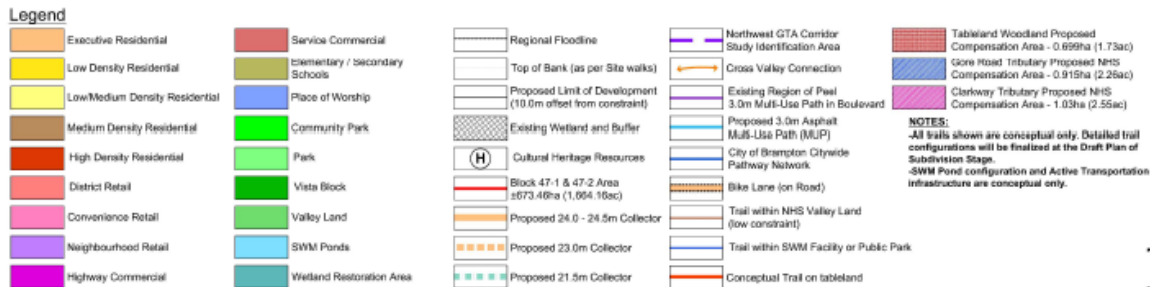 Legend
Executive Residential
Low Density Residential
Low/Medium Density Residential
Medium Density Residential
High Density Residential
District Retail
Convenience Retail
Neighbourhood Retail
Highway Commercial
Service Commercial
Elementary / Secondary
Schools
Place of Worship
Community Park
Park
Vista Block
Valley Land
SWM Ponds
Wetland Restoration Area
Regional Floodline
Top of Bank (as per Site walks)
Proposed Limit of Development
(10.0m offset from constraint)
Existing Wetland and Buffer
H Cultural Heritage Resources
Block 47-1 & 47-2 Area
±673.46ha (1,664.16ac)
Proposed 24.0 - 24.5m Collector
Proposed 23.0m Collector
Proposed 21.5m Collector
Northwest GTA Corridor
Study Identification Area
Cross Valley Connection
Existing Region of Peel
3.0m Multi-Use Path in Boulevard
Proposed 3.0m Asphalt
Multi-Use Path (MUP)
City of Brampton Citywide
Pathway Network
Bike Lane (on Road)
Trail within NHS Valley Land
(low constraint)
Trail within SWM Facility or Public Park
Conceptual Trail on tableland
Tableland Woodland Proposed
Compensation Area - 0.699ha (1.73ac)
Gore Road Tributary Proposed NHS
Compensation Area - 0.915ha (2.26ac)
Clarkway Tributary Proposed NHS
Compensation Area - 1.03ha (2.55ac)
NOTES:
-All trails shown are conceptual only. Detailed trail
configurations will be finalized at the Draft Plan of
Subdivision Stage.
-SWM Pond configuration and Active Transportation
infrastructure are conceptual only.